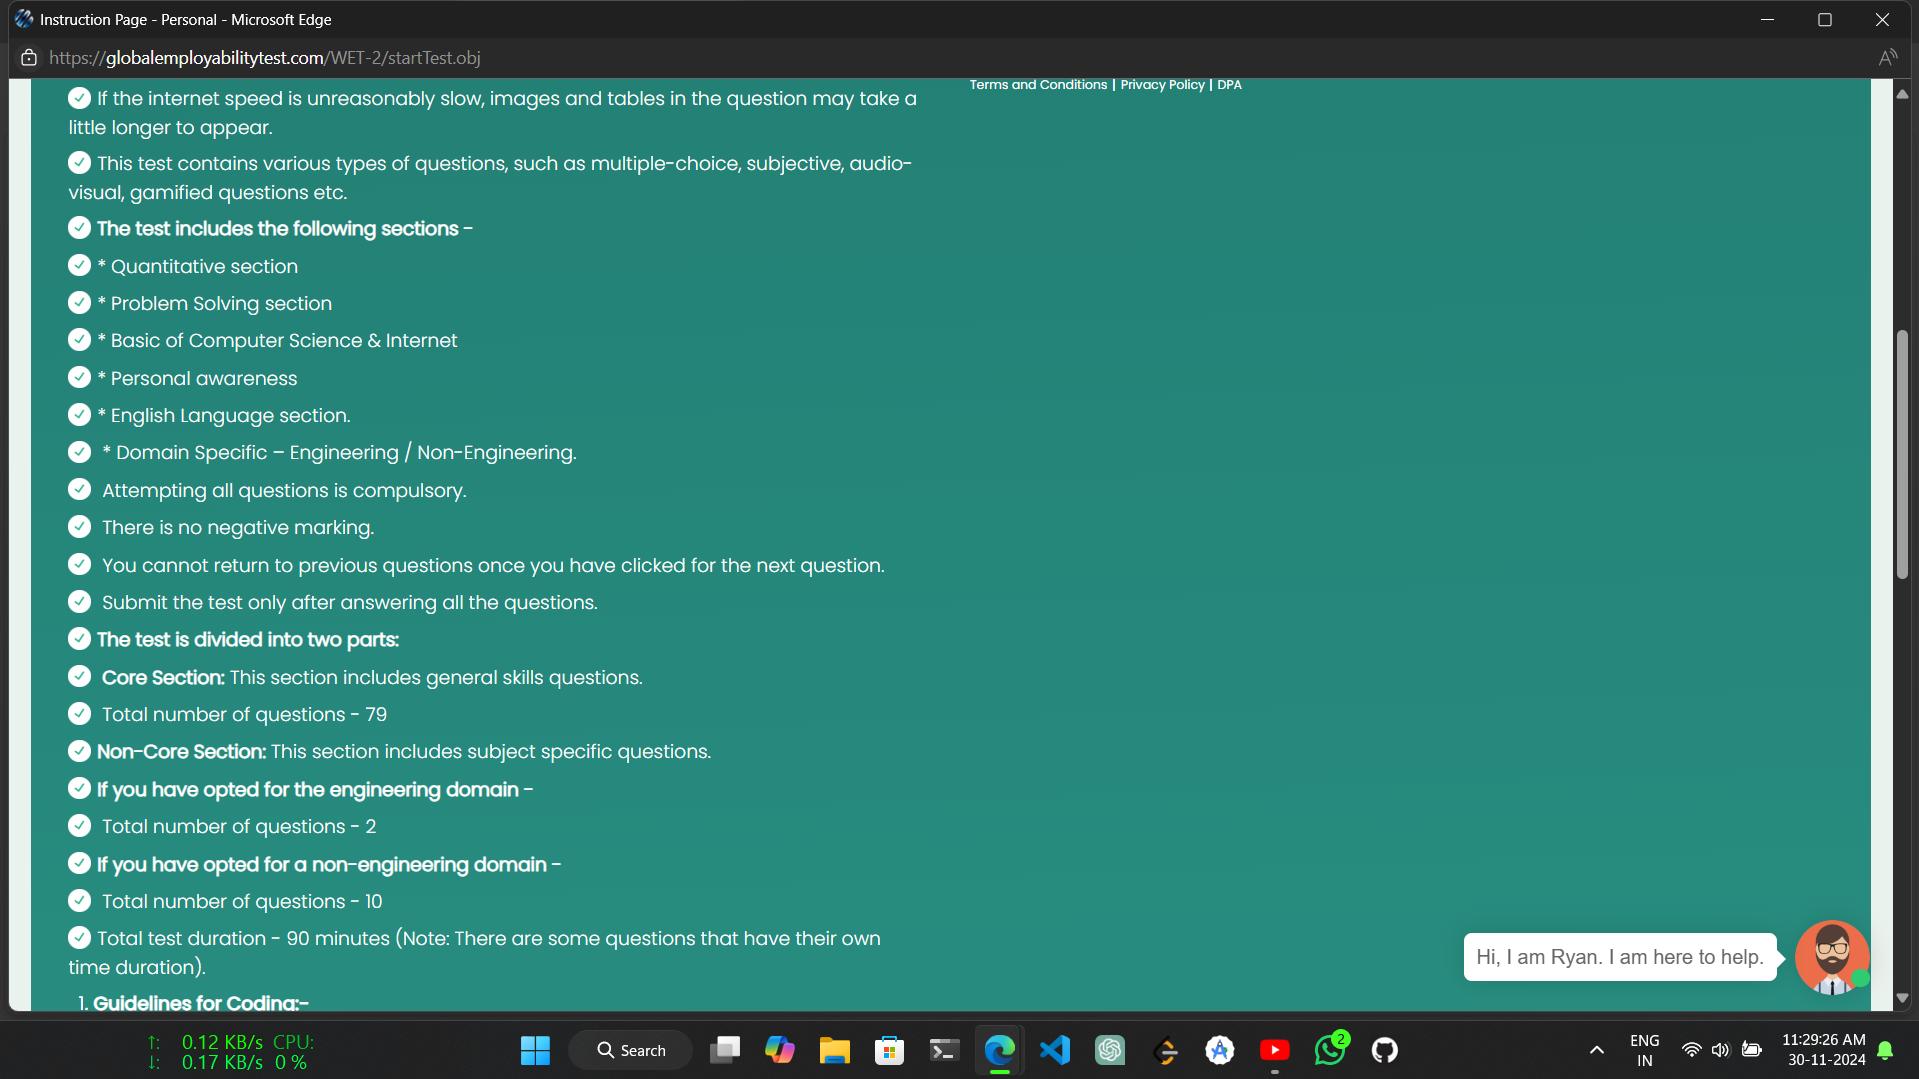 Instruction Page - Personal - Microsoft Edge
https://globalemployabilitytest.com/WET-2/startTest.obj
Terms and Conditions | Privacy Policy | DPA
If the internet speed is unreasonably slow, images and tables in the question may take a
little longer to appear.
This test contains various types of questions, such as multiple-choice, subjective, audio-
visual, gamified questions etc.
The test includes the following sections -
* Quantitative section
* Problem Solving section
* Basic of Computer Science & Internet
* Personal awareness
* English Language section.
* Domain Specific – Engineering / Non-Engineering.
Attempting all questions is compulsory.
There is no negative marking.
You cannot return to previous questions once you have clicked for the next question.
Submit the test only after answering all the questions.
The test is divided into two parts:
Core Section: This section includes general skills questions.
Total number of questions - 79
Non-Core Section: This section includes subject specific questions.
If you have opted for the engineering domain -
Total number of questions - 2
If you have opted for a non-engineering domain -
Total number of questions - 10
Total test duration - 90 minutes (Note: There are some questions that have their own
time duration).
1. Guidelines for Coding:-
Hi, I am Ryan. I am here to help.
↑: 0.12 KB/s CPU:
↓: 0.17 KB/s 0 %
Search
2
ENG
IN
11:29:26 AM
30-11-2024